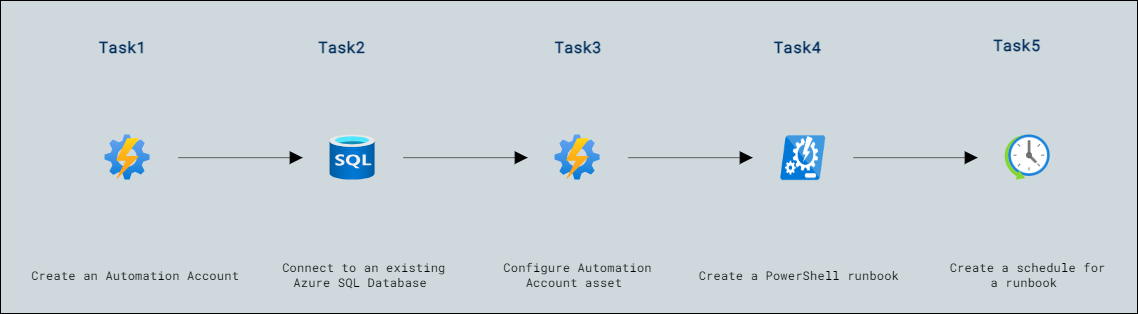 Task1
Task2
Task3
Task4
Task5
SQL
Create an Automation Account
Connect to an existing
Azure SQL Database
Configure Automation
Account asset
Create a PowerShell runbook
Create a schedule for
a runbook